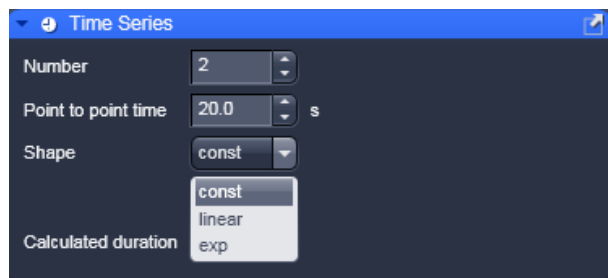 Time Series
Number 2
Point to point time 20.0 s
Shape const
const
linear
Calculated duration exp